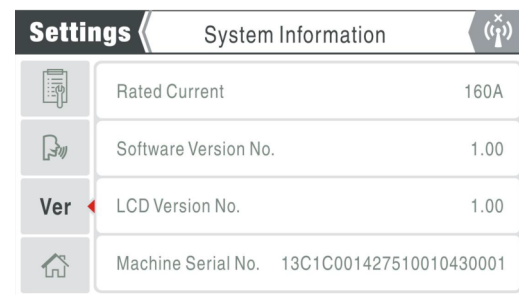 Settings System Information
Rated Current 160A
Software Version No. 1.00
Ver LCD Version No. 1.00
Machine Serial No. 13C1C001427510010430001